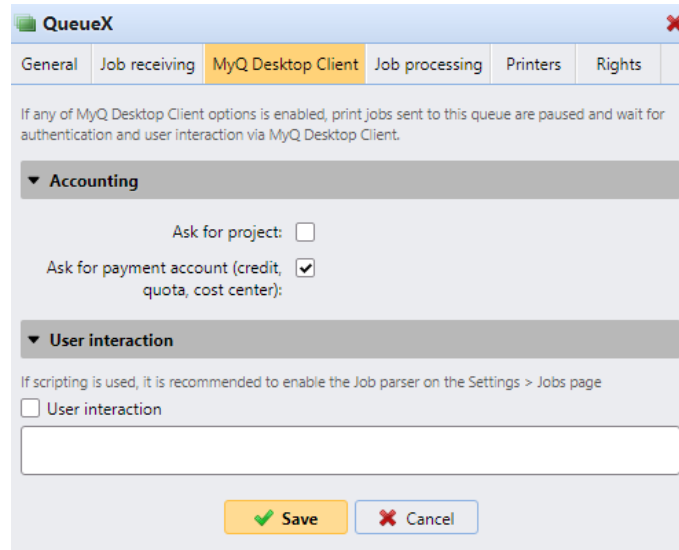 QueueX
General Job receiving MyQ Desktop Client Job processing Printers Rights
If any of MyQ Desktop Client options is enabled, print jobs sent to this queue are paused and wait for
authentication and user interaction via MyQ Desktop Client.
Accounting
Ask for project:
Ask for payment account (credit,
quota, cost center):
User interaction
If scripting is used, it is recommended to enable the Job parser on the Settings > Jobs page
User interaction
Save Cancel